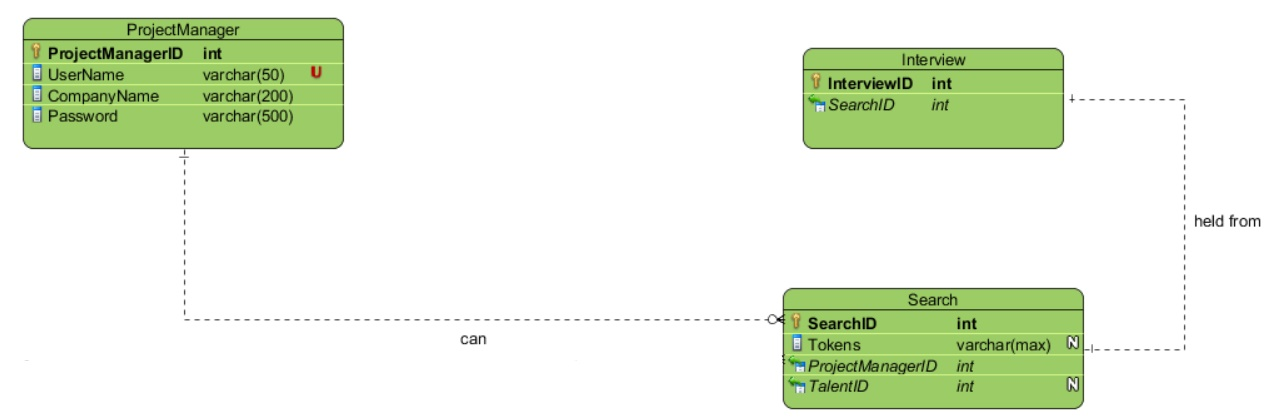 ProjectManager
ProjectManagerID int
UserName varchar(50) U
CompanyName varchar(200)
Password varchar(500)
Interview
InterviewID int
SearchID int
held from
can
Search
SearchID int
Tokens varchar(max) N
ProjectManagerID int
TalentID int N